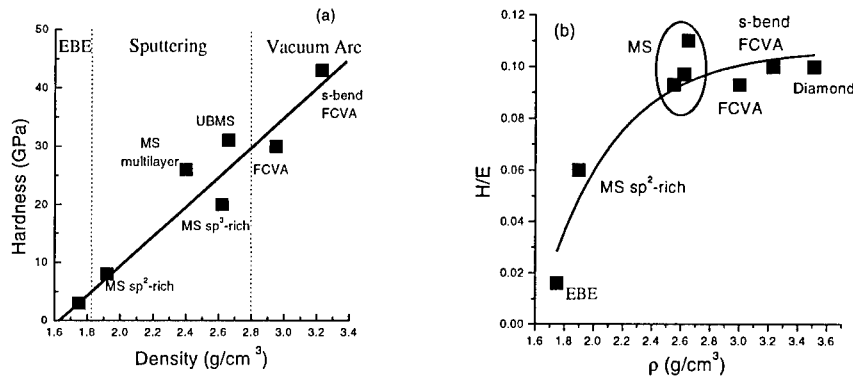 (a)
EBE Sputtering Vacuum Arc
50
40
30
20
10
0
Hardness (GPa)
s-bend
FCVA
UBMS
MS
multilayer
FCVA
MS sp³-rich
MS sp²-rich
1.6 1.8 2.0 2.2 2.4 2.6 2.8 3.0 3.2 3.4
Density (g/cm³)
(b)
0.12
0.10
0.08
0.06
0.04
0.02
0.00
H/E
MS
s-bend
FCVA
FCVA
Diamond
MS sp²-rich
EBE
1.6 1.8 2.0 2.2 2.4 2.6 2.8 3.0 3.2 3.4 3.6
ρ (g/cm³)